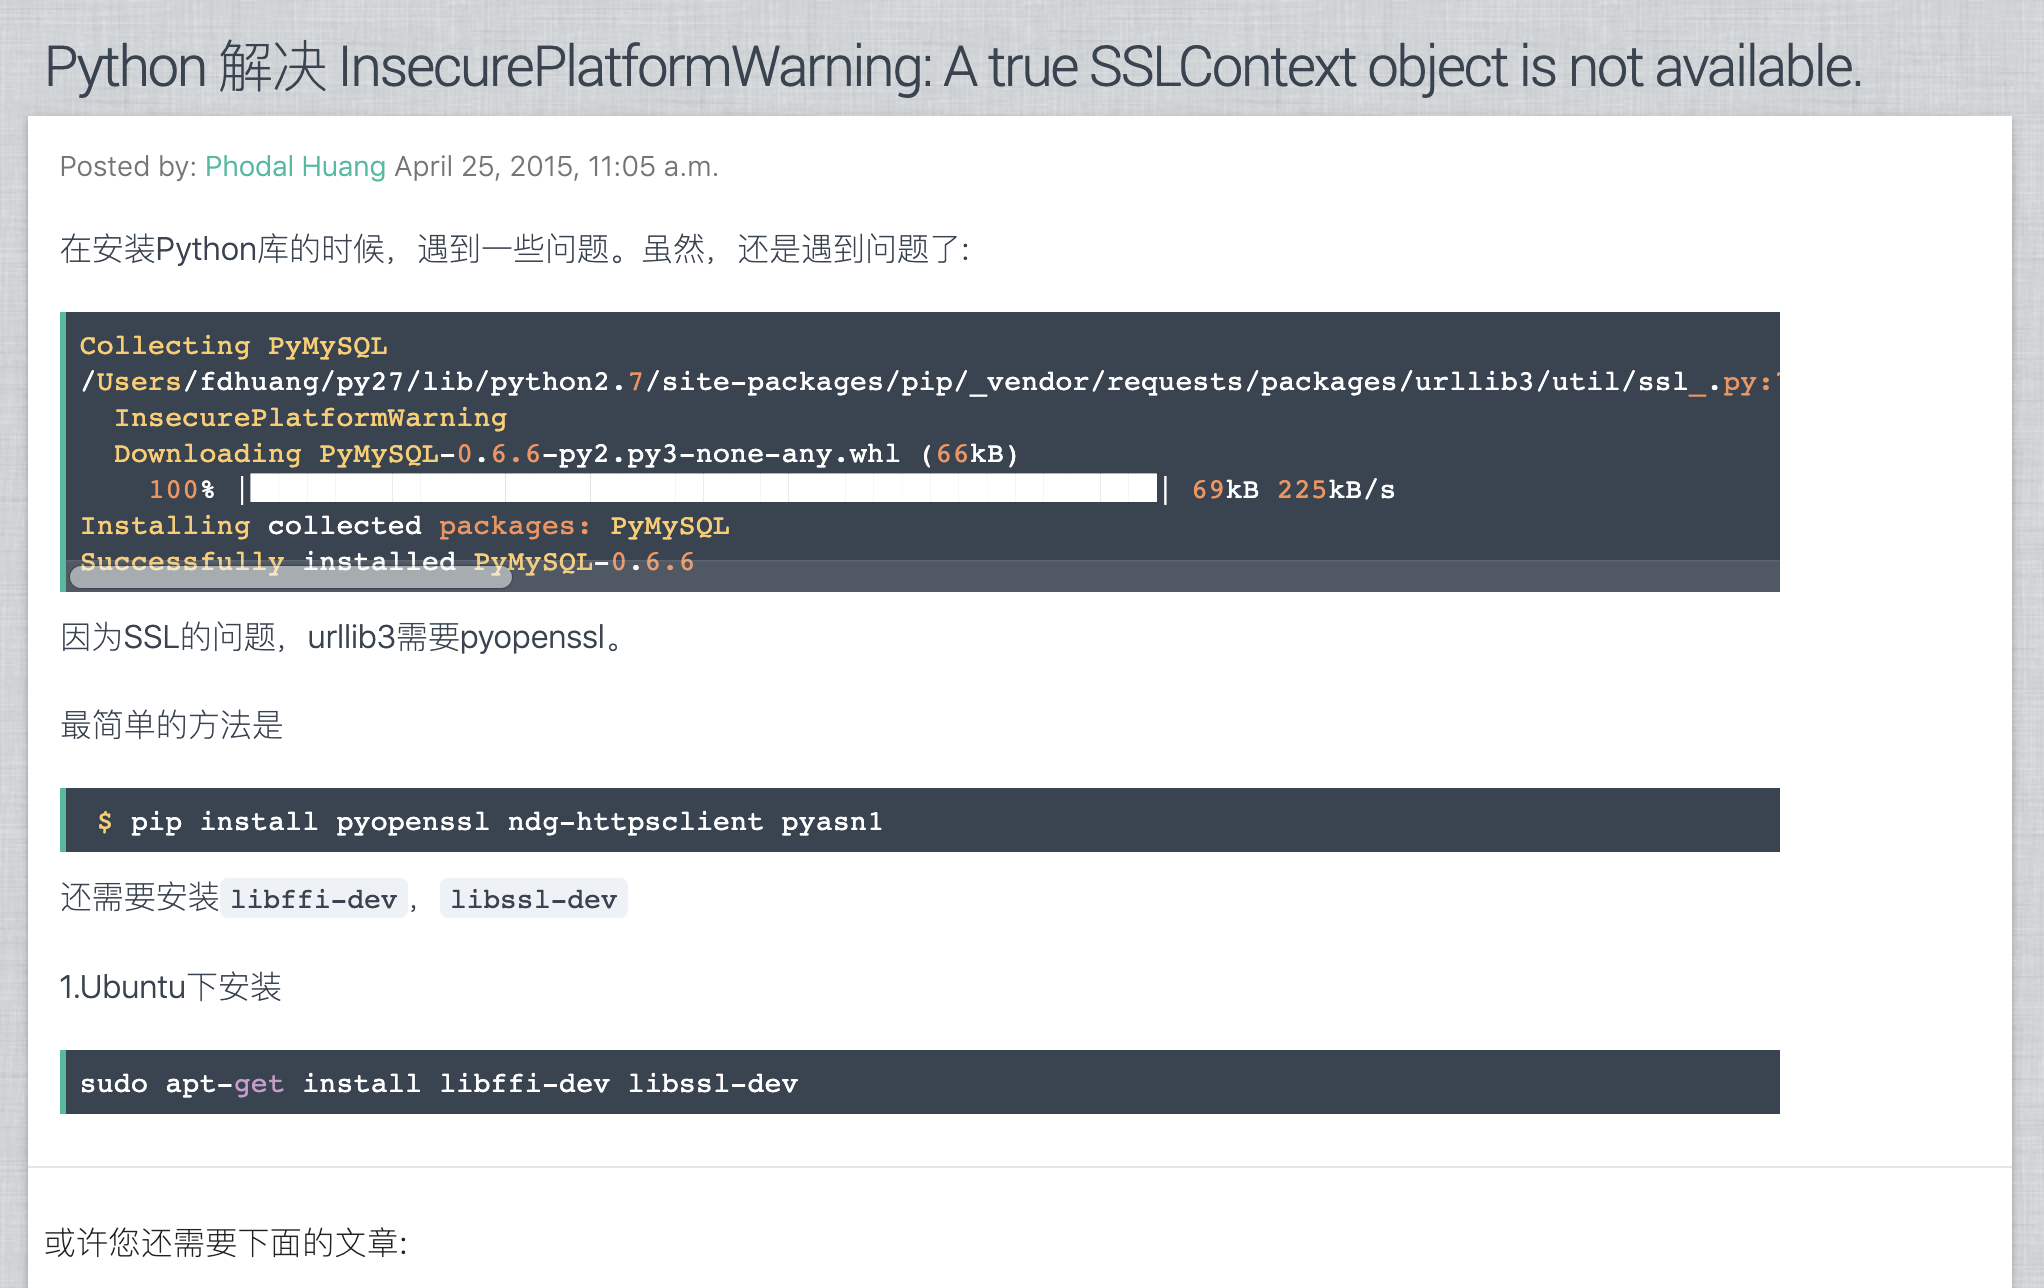 Python 解决 InsecurePlatformWarning: A true SSLContext object is not available.
Posted by: Phodal Huang April 25, 2015, 11:05 a.m.
在安装Python库的时候，遇到一些问题。虽然，还是遇到问题了:
Collecting PyMySQL
/Users/fdhuang/py27/lib/python2.7/site-packages/pip/_vendor/requests/packages/urllib3/util/ssl_.py:
InsecurePlatformWarning
Downloading PyMySQL-0.6.6-py2.py3-none-any.whl (66kB)
100% |████████████████████████████████| 69kB 225kB/s
Installing collected packages: PyMySQL
Successfully installed PyMySQL-0.6.6
因为SSL的问题，urllib3需要pyopenssl。
最简单的方法是
$ pip install pyopenssl ndg-httpsclient pyasn1
还需要安装libffi-dev，libssl-dev
1.Ubuntu下安装
sudo apt-get install libffi-dev libssl-dev
或许您还需要下面的文章: